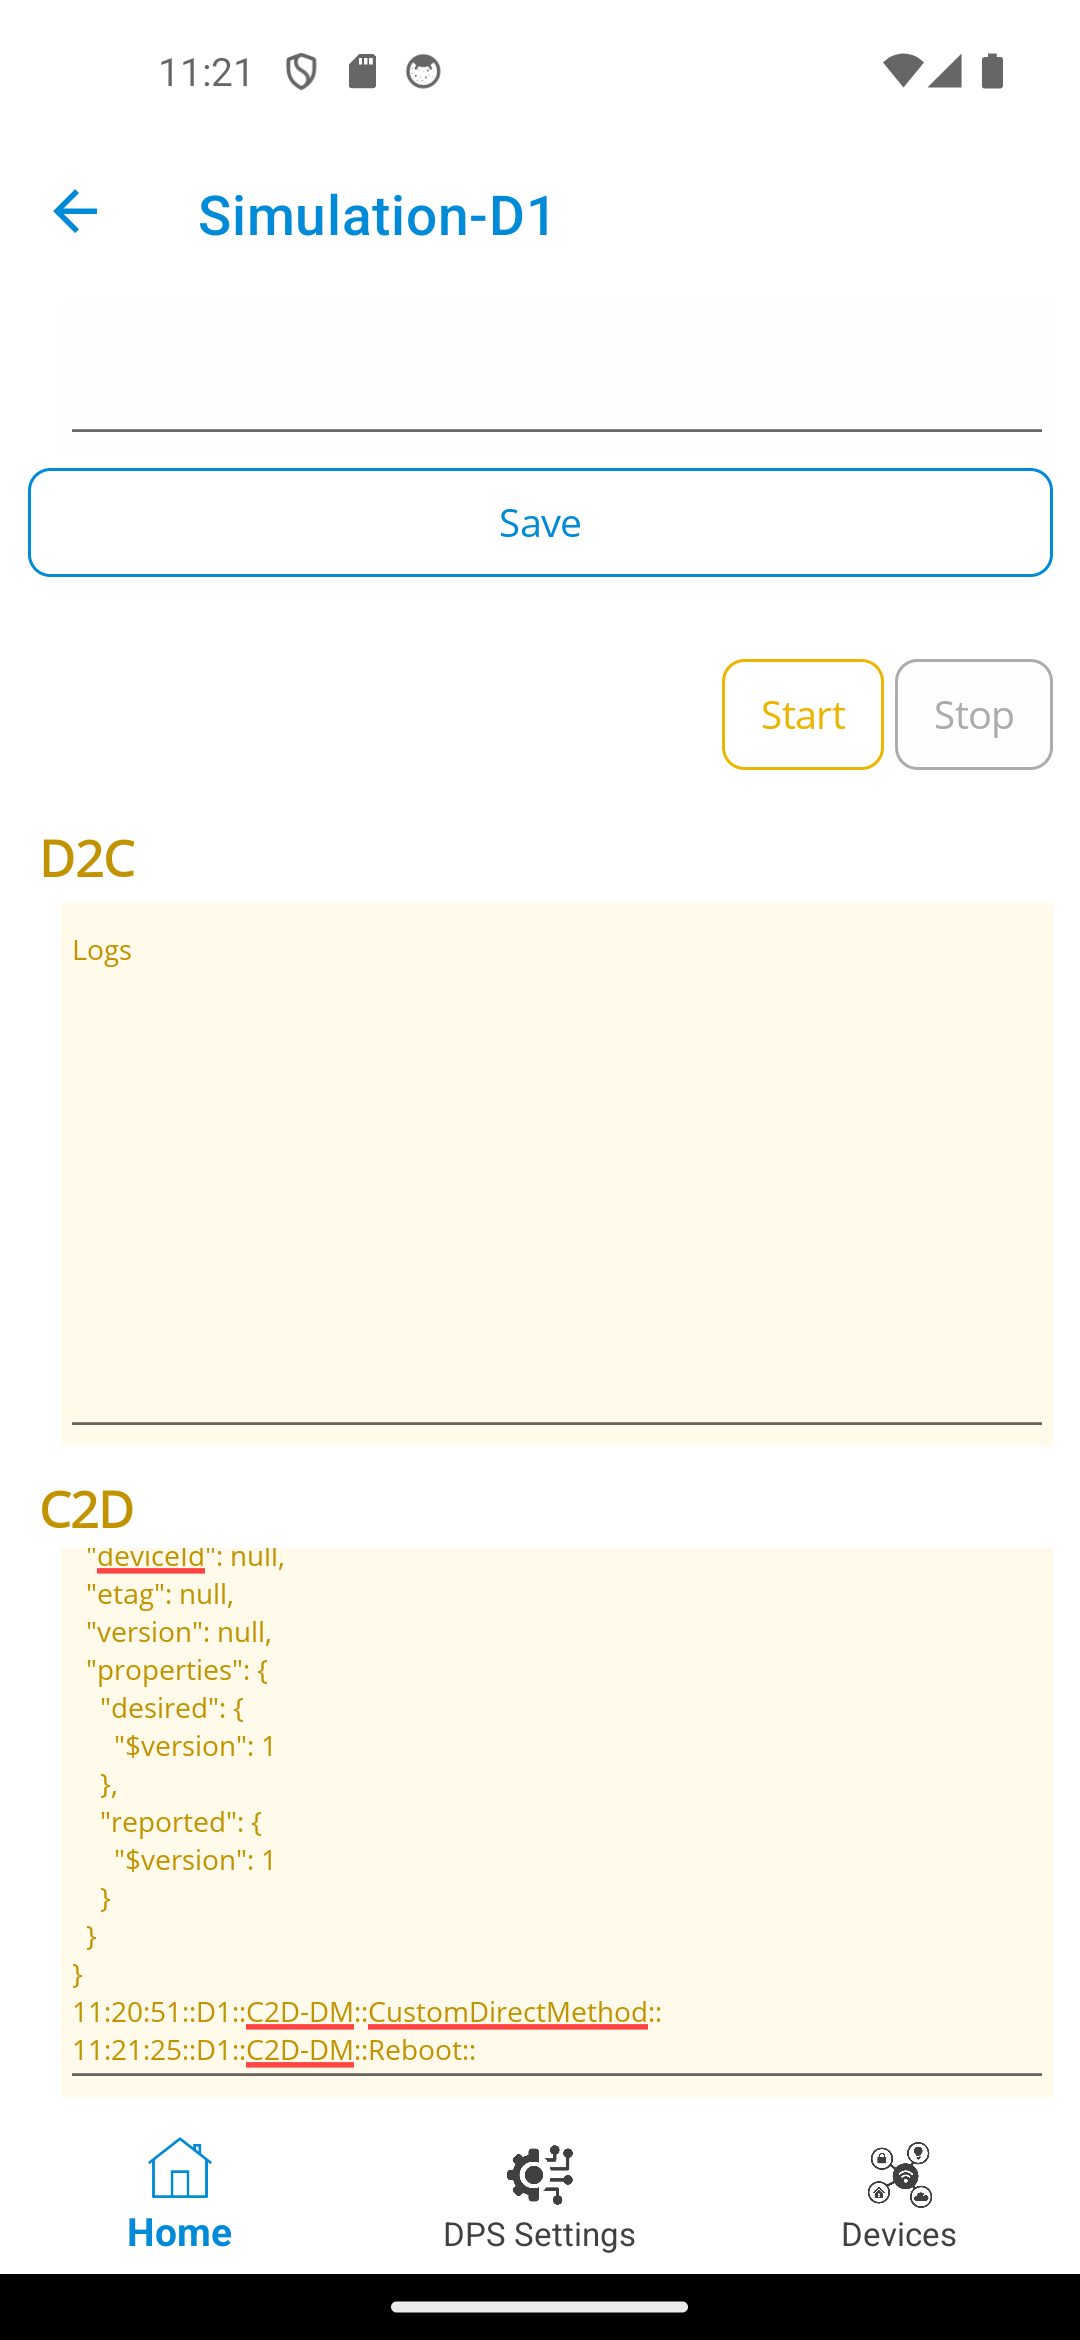 11:21
Simulation-D1
Save
Start Stop
D2C
Logs
C2D
"deviceId": null,
"etag": null,
"version": null,
"properties": {
"desired": {
"$version": 1
},
"reported": {
"$version": 1
}
}
}
11:20:51::D1::C2D-DM::CustomDirectMethod::
11:21:25::D1::C2D-DM::Reboot::
Home DPS Settings Devices